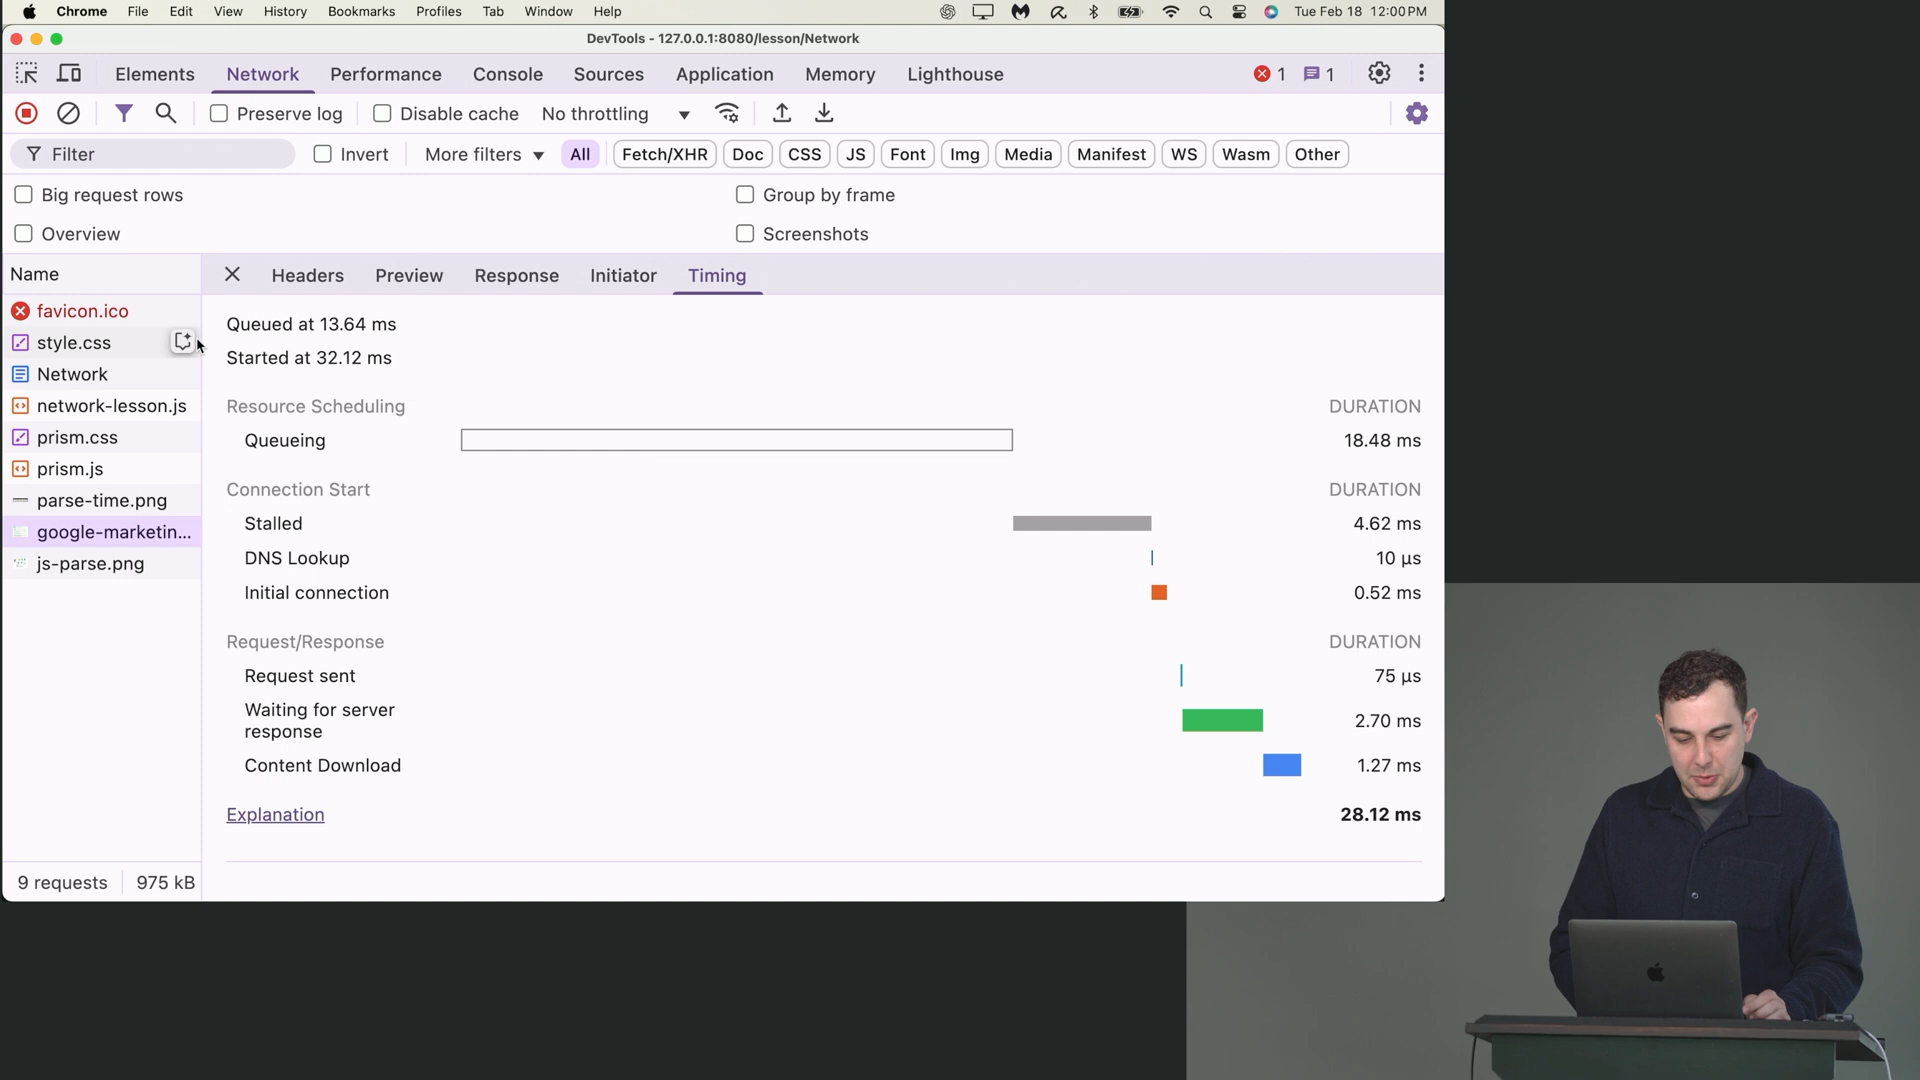 Chrome File Edit View History Bookmarks Profiles Tab Window Help Tue Feb 18 12:00 PM
DevTools - 127.0.0.1:8080/lesson/Network
Elements Network Performance Console Sources Application Memory Lighthouse 1 1
Preserve log Disable cache No throttling
Filter Invert More filters All Fetch/XHR Doc CSS JS Font Img Media Manifest WS Wasm Other
Big request rows Group by frame
Overview Screenshots
Name Headers Preview Response Initiator Timing
favicon.ico
style.css
Network
network-lesson.js
prism.css
prism.js
parse-time.png
google-marketin...
js-parse.png
Queued at 13.64 ms
Started at 32.12 ms
Resource Scheduling DURATION
Queueing 18.48 ms
Connection Start DURATION
Stalled 4.62 ms
DNS Lookup 10 µs
Initial connection 0.52 ms
Request/Response DURATION
Request sent 75 µs
Waiting for server
response 2.70 ms
Content Download 1.27 ms
Explanation 28.12 ms
9 requests 975 kB